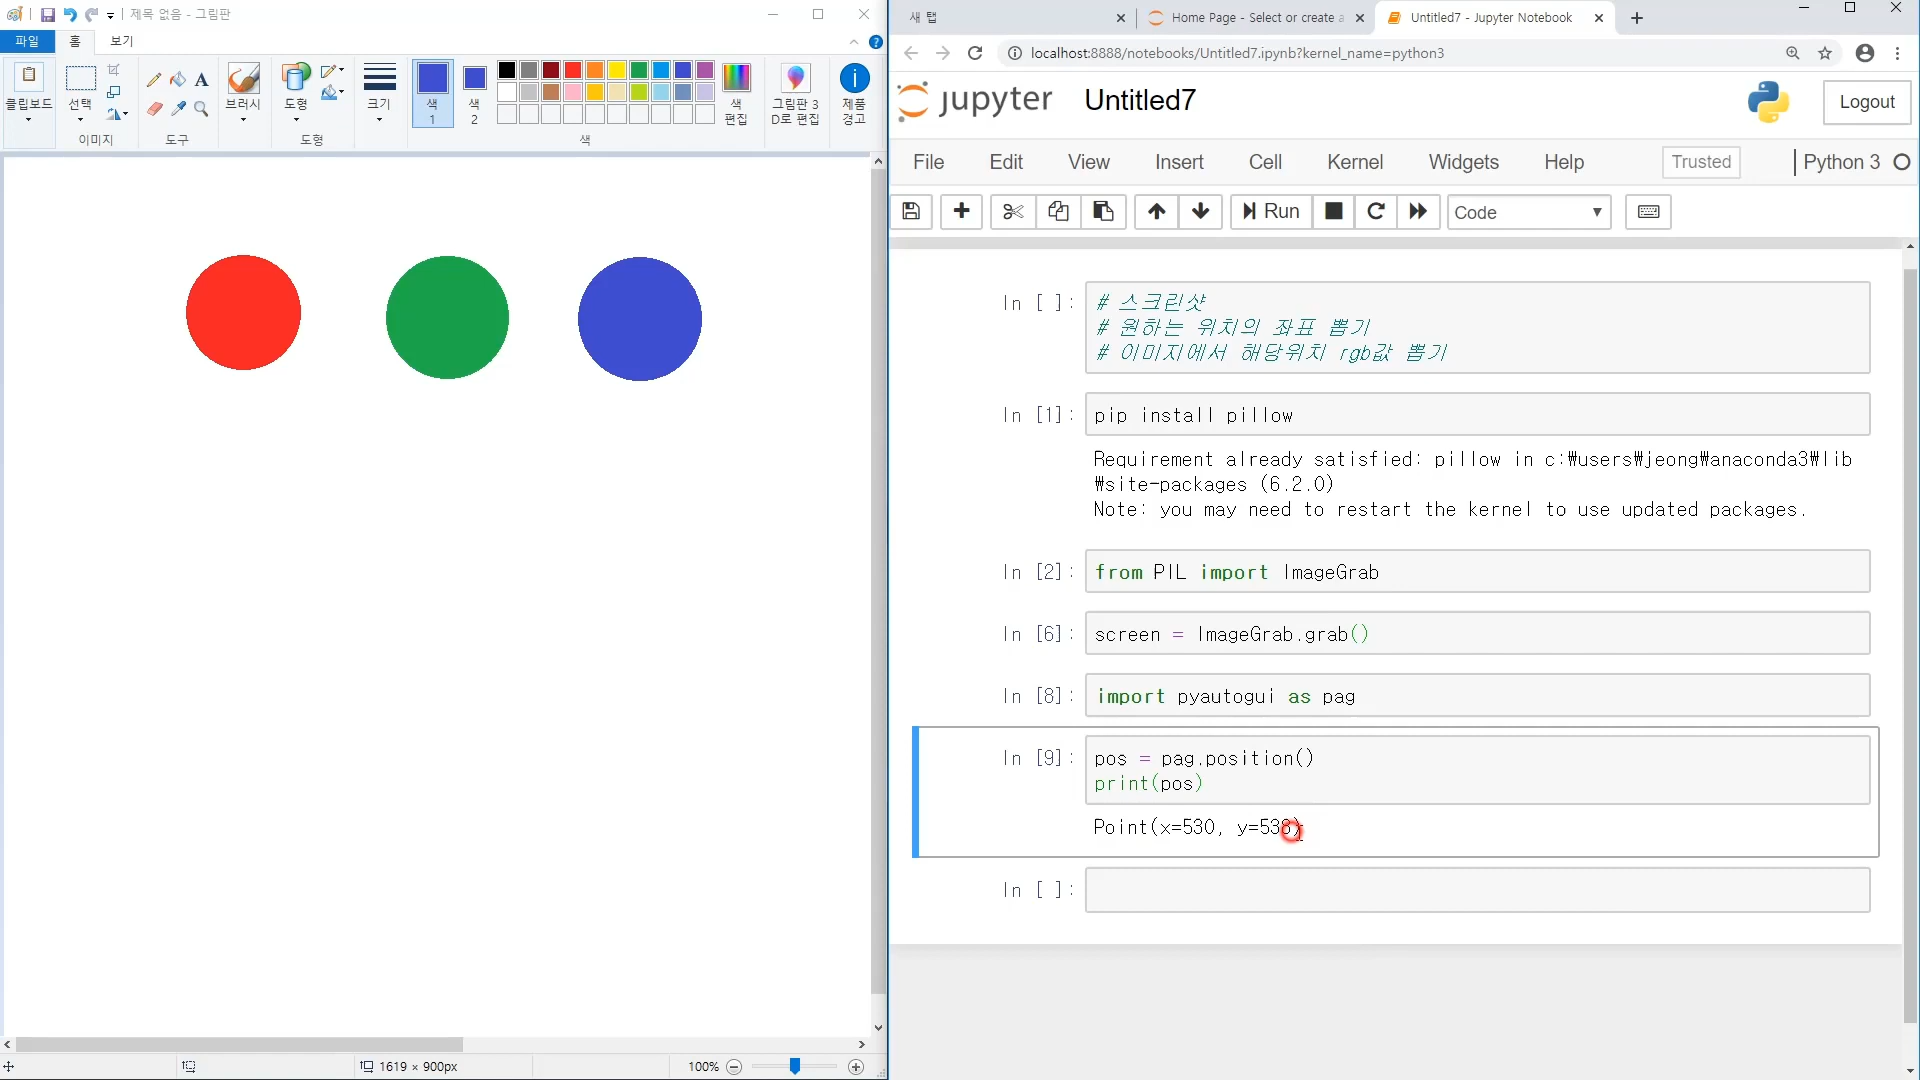 제목 없음 - 그림판
파일
홈
보기
클립보드
선택
이미지
A
도구
브러시
도형
도형
크기
색
1
색
2
색
편집
색
그림판 3
D로 편집
제품
경고
1619 × 900px
100%
새 탭
Home Page - Select or create a
Untitled7 - Jupyter Notebook
localhost:8888/notebooks/Untitled7.ipynb?kernel_name=python3
jupyter Untitled7
Logout
File Edit View Insert Cell Kernel Widgets Help Trusted Python 3
Run Code
In [ ]: # 스크린샷
# 원하는 위치의 좌표 뽑기
# 이미지에서 해당위치 rgb값 뽑기
In [1]: pip install pillow
Requirement already satisfied: pillow in c:₩users₩jeong₩anaconda3₩lib
₩site-packages (6.2.0)
Note: you may need to restart the kernel to use updated packages.
In [2]: from PIL import ImageGrab
In [6]: screen = ImageGrab.grab()
In [8]: import pyautogui as pag
In [9]: pos = pag.position()
print(pos)
Point(x=530, y=538)
In [ ]: